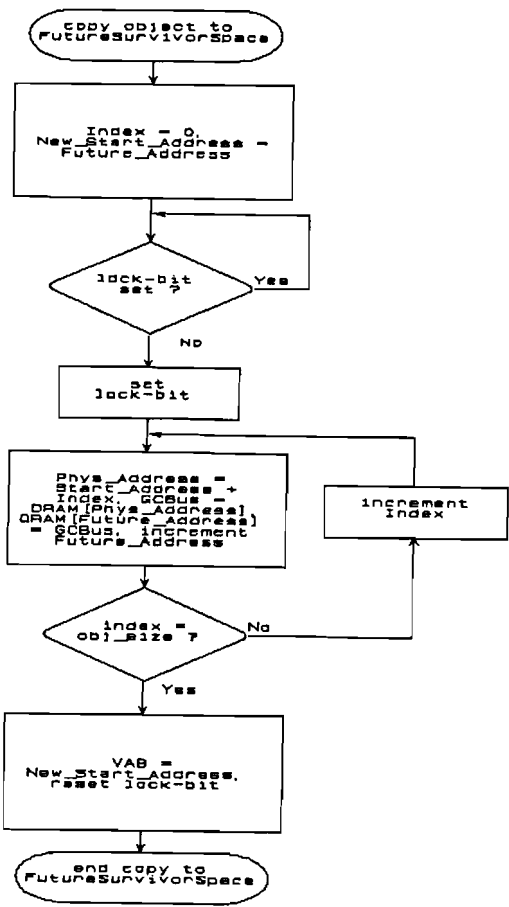 copy object to
FutureSurvivorSpace
Index = 0,
New_Start_Address =
Future_Address
lock-bit
set ?
Yes
No
set
lock-bit
Phys_Address =
Start_Address +
Index, GCBus =
DRAM[Phys_Address]
DRAM[Future_Address]
= GCBus, increment
Future_Address
increment
Index
index =
obj_size ?
No
Yes
VAB =
New_Start_Address,
reset lock-bit
end copy to
FutureSurvivorSpace